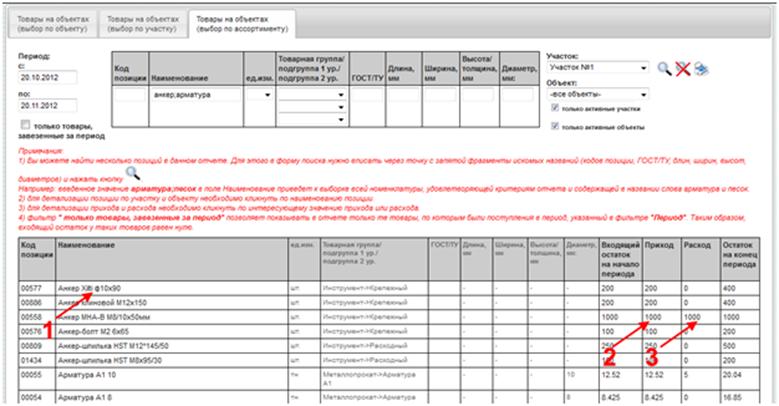 Товары на объектах
(выбор по объекту)
Товары на объектах
(выбор по участку)
Товары на объектах
(выбор по ассортименту)
Период:
с:
20.10.2012
по:
20.11.2012
только товары,
завезенные за период
Код позиции Наименование ед.изм. Товарная группа/ подгруппа 1 ур./ подгруппа 2 ур. ГОСТ/ТУ Длина, мм Ширина, мм Высота/ толщина, мм Диаметр, мм:
анкер;арматура
Участок:
Участок №1
Объект:
-все объекты-
только активные участки
только активные объекты
Примечания:
1) Вы можете найти несколько позиций в данном отчете. Для этого в форму поиска нужно вписать через точку с запятой фрагменты искомых названий (кодов позиции, ГОСТ/ТУ, длин, ширин, высот,
диаметров) и нажать кнопку
Например: введенное значение арматура;песок в поле Наименование приведет к выборке всей номенклатуры, удовлетворяющей критериям отчета и содержащей в названии слова арматура и песок.
2) для детализации позиции по участку и объекту необходимо кликнуть по наименованию позиции
3) для детализации прихода и расхода необходимо кликнуть по интересующему значению прихода или расхода.
4) фильтр " только товары, завезенные за период" позволяет показывать в отчете только те товары, по которым были поступления в период, указанный в фильтре "Период". Таким образом,
входящий остаток у таких товаров равен нулю.
Код позиции Наименование ед.изм. Товарная группа/ подгруппа 1 ур./ подгруппа 2 ур. ГОСТ/ТУ Длина, мм Ширина, мм Высота/ толщина, мм Диаметр, мм Входящий остаток на начало периода Приход Расход Остаток на конец периода
00577 Анкер ф10х90 шт. Инструмент->Крепежный - - - - 200 200 0 400
00886 Анкер клиновой М12х150 шт. Инструмент->Крепежный - - - - 200 200 0 400
00558 Анкер МНА-В М8/10х50мм шт. Инструмент->Крепежный - - - - 1000 1000 1000 1000
00576 Анкер-болт М2 6х65 шт. Инструмент->Крепежный - - - - 100 100 0 200
00809 Анкер-шпилька HST М12*145/50 шт. Инструмент->Расходный - - - - 250 0 500
01434 Анкер-шпилька HST М8х95/30 шт. Инструмент->Расходный - - - - 0 200
00055 Арматура А1 10 тн Металлопрокат->Арматура А1 - - - 10 12.52 12.52 5 20.04
00054 Арматура А1 8 тн Металлопрокат->Арматура - - - 8 8.425 8.425 0 16.85
1
2
3